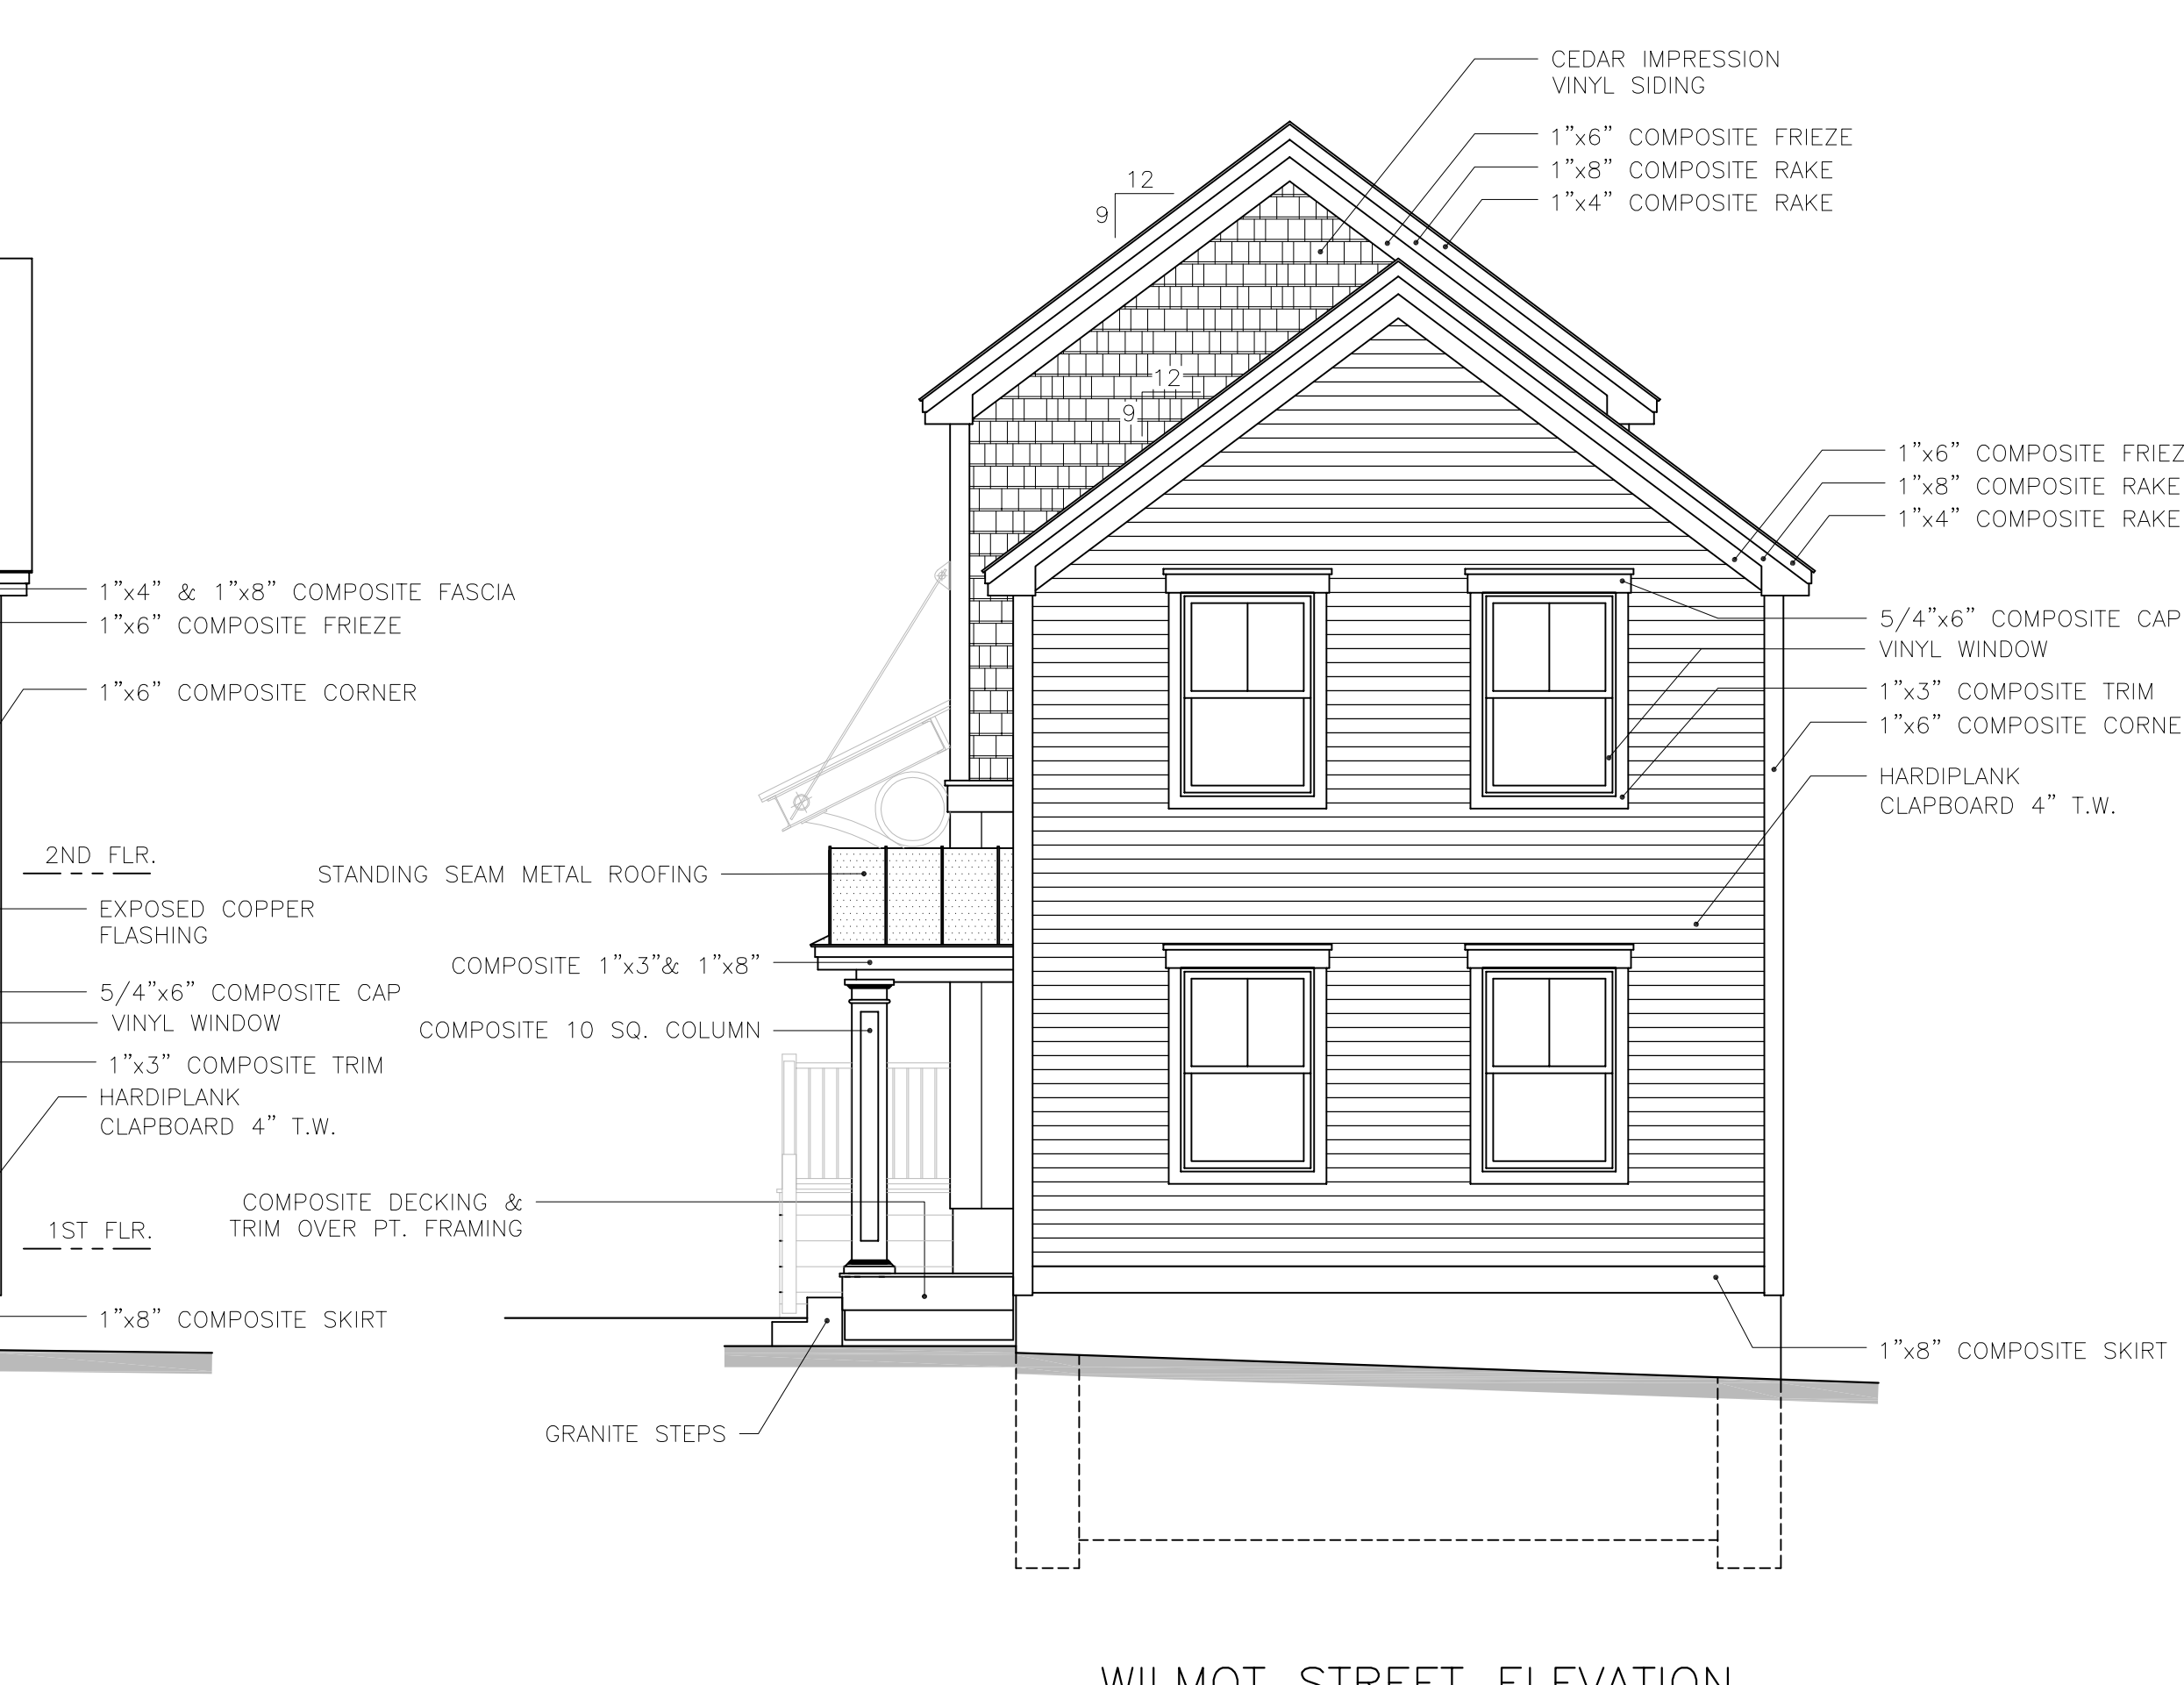 CEDAR IMPRESSION
VINYL SIDING
1"x6" COMPOSITE FRIEZE
1"x8" COMPOSITE RAKE
1"x4" COMPOSITE RAKE
12
9
12
9
1"x6" COMPOSITE FRIEZ
1"x8" COMPOSITE RAKE
1"x4" COMPOSITE RAKE
5/4"x6" COMPOSITE CAP
VINYL WINDOW
1"x3" COMPOSITE TRIM
1"x6" COMPOSITE CORNE
HARDIPLANK
CLAPBOARD 4" T.W.
1"x8" COMPOSITE SKIRT
1"x4" & 1"x8" COMPOSITE FASCIA
1"x6" COMPOSITE FRIEZE
1"x6" COMPOSITE CORNER
2ND FLR.
EXPOSED COPPER
FLASHING
5/4"x6" COMPOSITE CAP
VINYL WINDOW
1"x3" COMPOSITE TRIM
HARDIPLANK
CLAPBOARD 4" T.W.
1ST FLR.
1"x8" COMPOSITE SKIRT
STANDING SEAM METAL ROOFING
COMPOSITE 1"x3"& 1"x8"
COMPOSITE 10 SQ. COLUMN
COMPOSITE DECKING &
TRIM OVER PT. FRAMING
GRANITE STEPS
WILMOT STREET ELEVATION